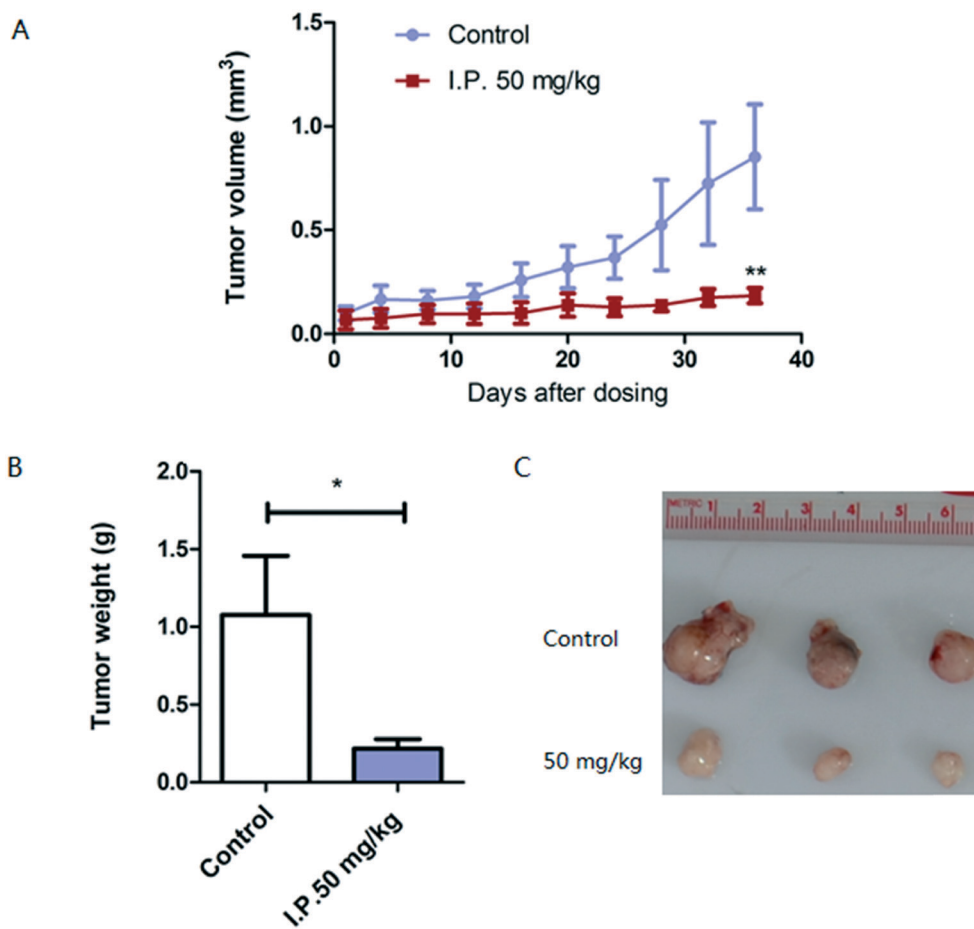 A
Control
I.P. 50 mg/kg
Tumor volume (mm³)
1.5
1.0
0.5
0.0
0 10 20 30 40
**
Days after dosing
B
Tumor weight (g)
2.0
1.5
1.0
0.5
0.0
*
Control
I.P.50 mg/kg
C
METRIC 1 2 3 4 5 6
Control
50 mg/kg